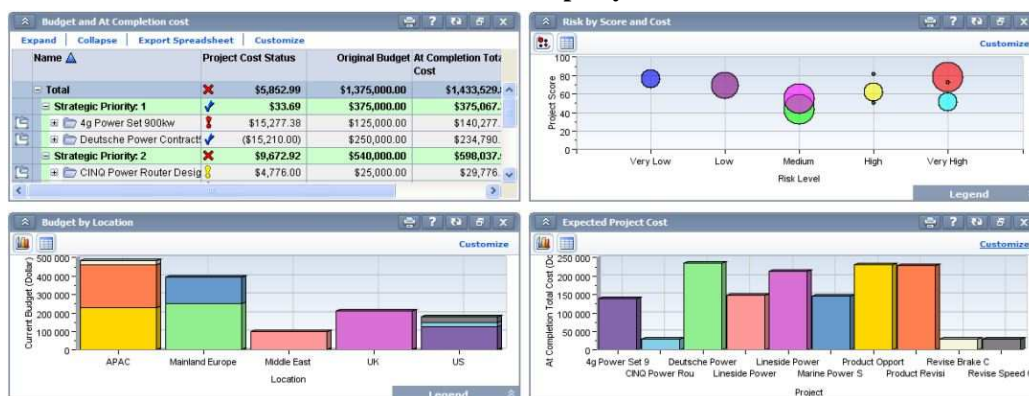 Budget and At Completion cost
Expand | Collapse | Export Spreadsheet | Customize
Name Project Cost Status Original Budget At Completion Tota
Cost
Total $5,852.99 $1,375,000.00 $1,433,529.
Strategic Priority: 1 $33.69 $375,000.00 $375,067.
4g Power Set 900kw $15,277.38 $125,000.00 $140,277.
Deutsche Power Contract ($15,210.00) $250,000.00 $234,790.
Strategic Priority: 2 $9,672.92 $540,000.00 $598,037.
CINQ Power Router Desig $4,776.00 $25,000.00 $29,776.
Risk by Score and Cost
Customize
Project Score
100
80
60
40
20
0
Very Low Low Medium High Very High
Risk Level
Legend
Budget by Location
Customize
Current Budget (Dollar)
500 000
400 000
300 000
200 000
100 000
0
APAC Mainland Europe Middle East UK US
Location
Legend
Expected Project Cost
Customize
At Completion Total Cost (Do
250 000
200 000
150 000
100 000
50 000
0
4g Power Set 9 Deutsche Power Lineside Power Product Opport Revise Brake C
CINQ Power Rou Lineside Power Marine Power S Product Revisi Revise Speed
Project